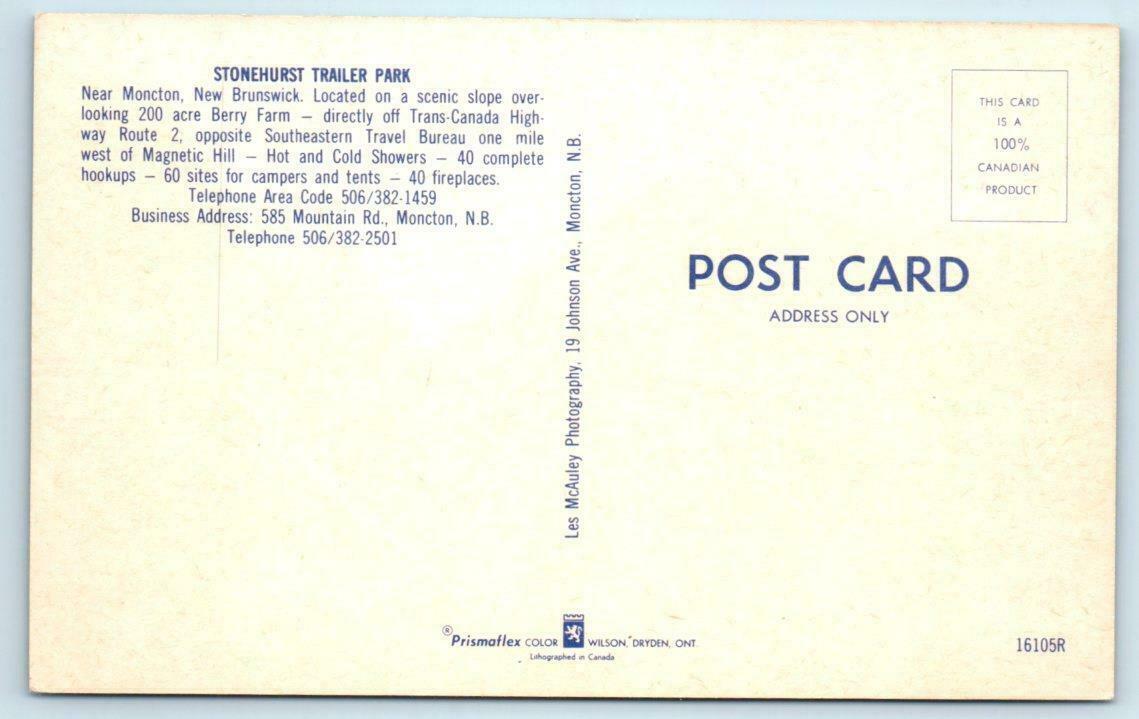 STONEHURST TRAILER PARK
Near Moncton, New Brunswick. Located on a scenic slope over-
looking 200 acre Berry Farm — directly off Trans-Canada High-
way Route 2, opposite Southeastern Travel Bureau one mile
west of Magnetic Hill — Hot and Cold Showers — 40 complete
hookups — 60 sites for campers and tents — 40 fireplaces.
Telephone Area Code 506/382-1459
Business Address: 585 Mountain Rd., Moncton, N.B.
Telephone 506/382-2501
Les McAuley Photography, 19 Johnson Ave., Moncton, N.B.
THIS CARD
IS A
100%
CANADIAN
PRODUCT
POST CARD
ADDRESS ONLY
® Prismaflex COLOR WILSON, DRYDEN, ONT.
Lithographed in Canada
16105R